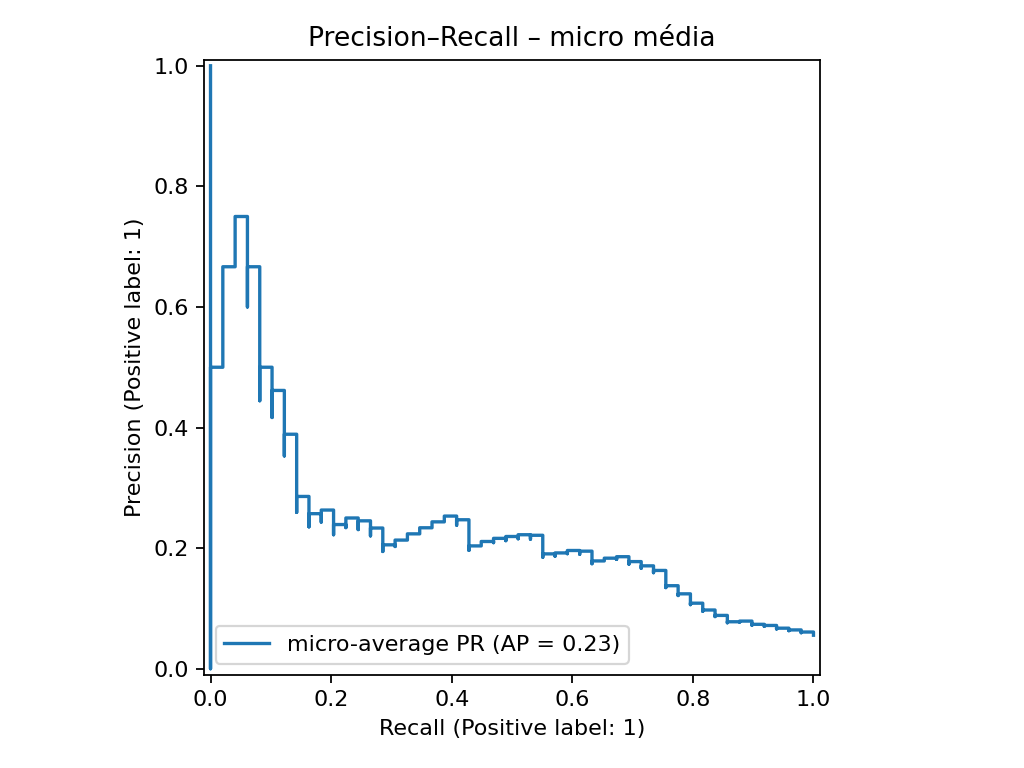 Precision–Recall – micro média
1.0
0.8
0.6
0.4
0.2
0.0
Precision (Positive label: 1)
micro-average PR (AP = 0.23)
0.0 0.2 0.4 0.6 0.8 1.0
Recall (Positive label: 1)